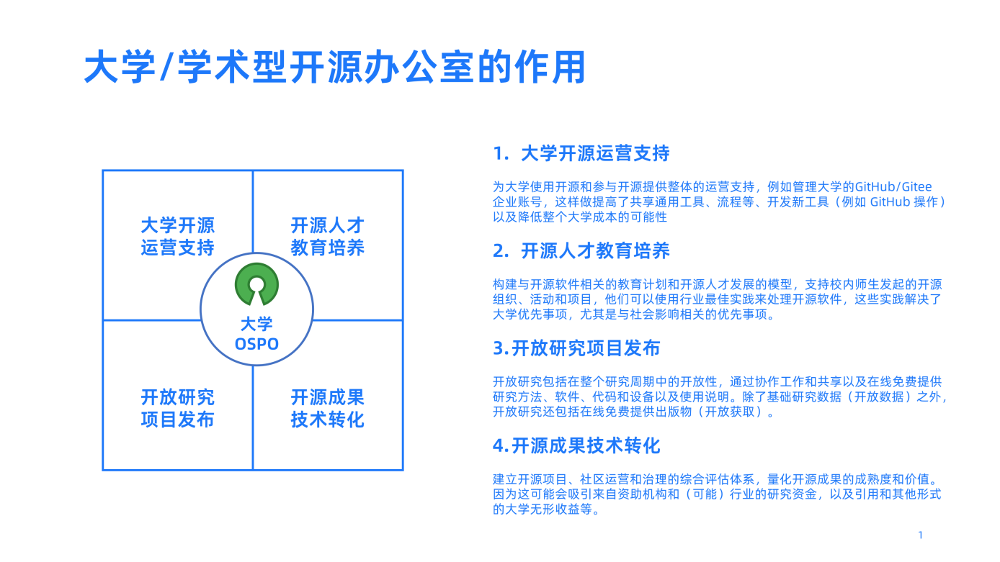 大学/学术型开源办公室的作用
大学开源
运营支持
开源人才
教育培养
大学
OSPO
开放研究
项目发布
开源成果
技术转化
1. 大学开源运营支持
为大学使用开源和参与开源提供整体的运营支持，例如管理大学的GitHub/Gitee
企业账号，这样做提高了共享通用工具、流程等、开发新工具（例如 GitHub 操作）
以及降低整个大学成本的可能性
2. 开源人才教育培养
构建与开源软件相关的教育计划和开源人才发展的模型，支持校内师生发起的开源
组织、活动和项目，他们可以使用行业最佳实践来处理开源软件，这些实践解决了
大学优先事项，尤其是与社会影响相关的优先事项。
3.开放研究项目发布
开放研究包括在整个研究周期中的开放性，通过协作工作和共享以及在线免费提供
研究方法、软件、代码和设备以及使用说明。除了基础研究数据（开放数据）之外，
开放研究还包括在线免费提供出版物（开放获取）。
4.开源成果技术转化
建立开源项目、社区运营和治理的综合评估体系，量化开源成果的成熟度和价值。
因为这可能会吸引来自资助机构和（可能）行业的研究资金，以及引用和其他形式
的大学无形收益等。
1